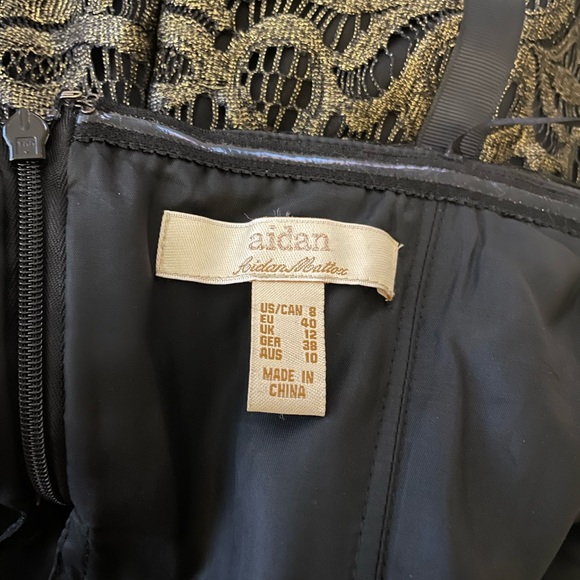 aidan
Aidan Mattox
US/CAN 8
EU 40
UK 12
GER 38
AUS 10
MADE IN
CHINA